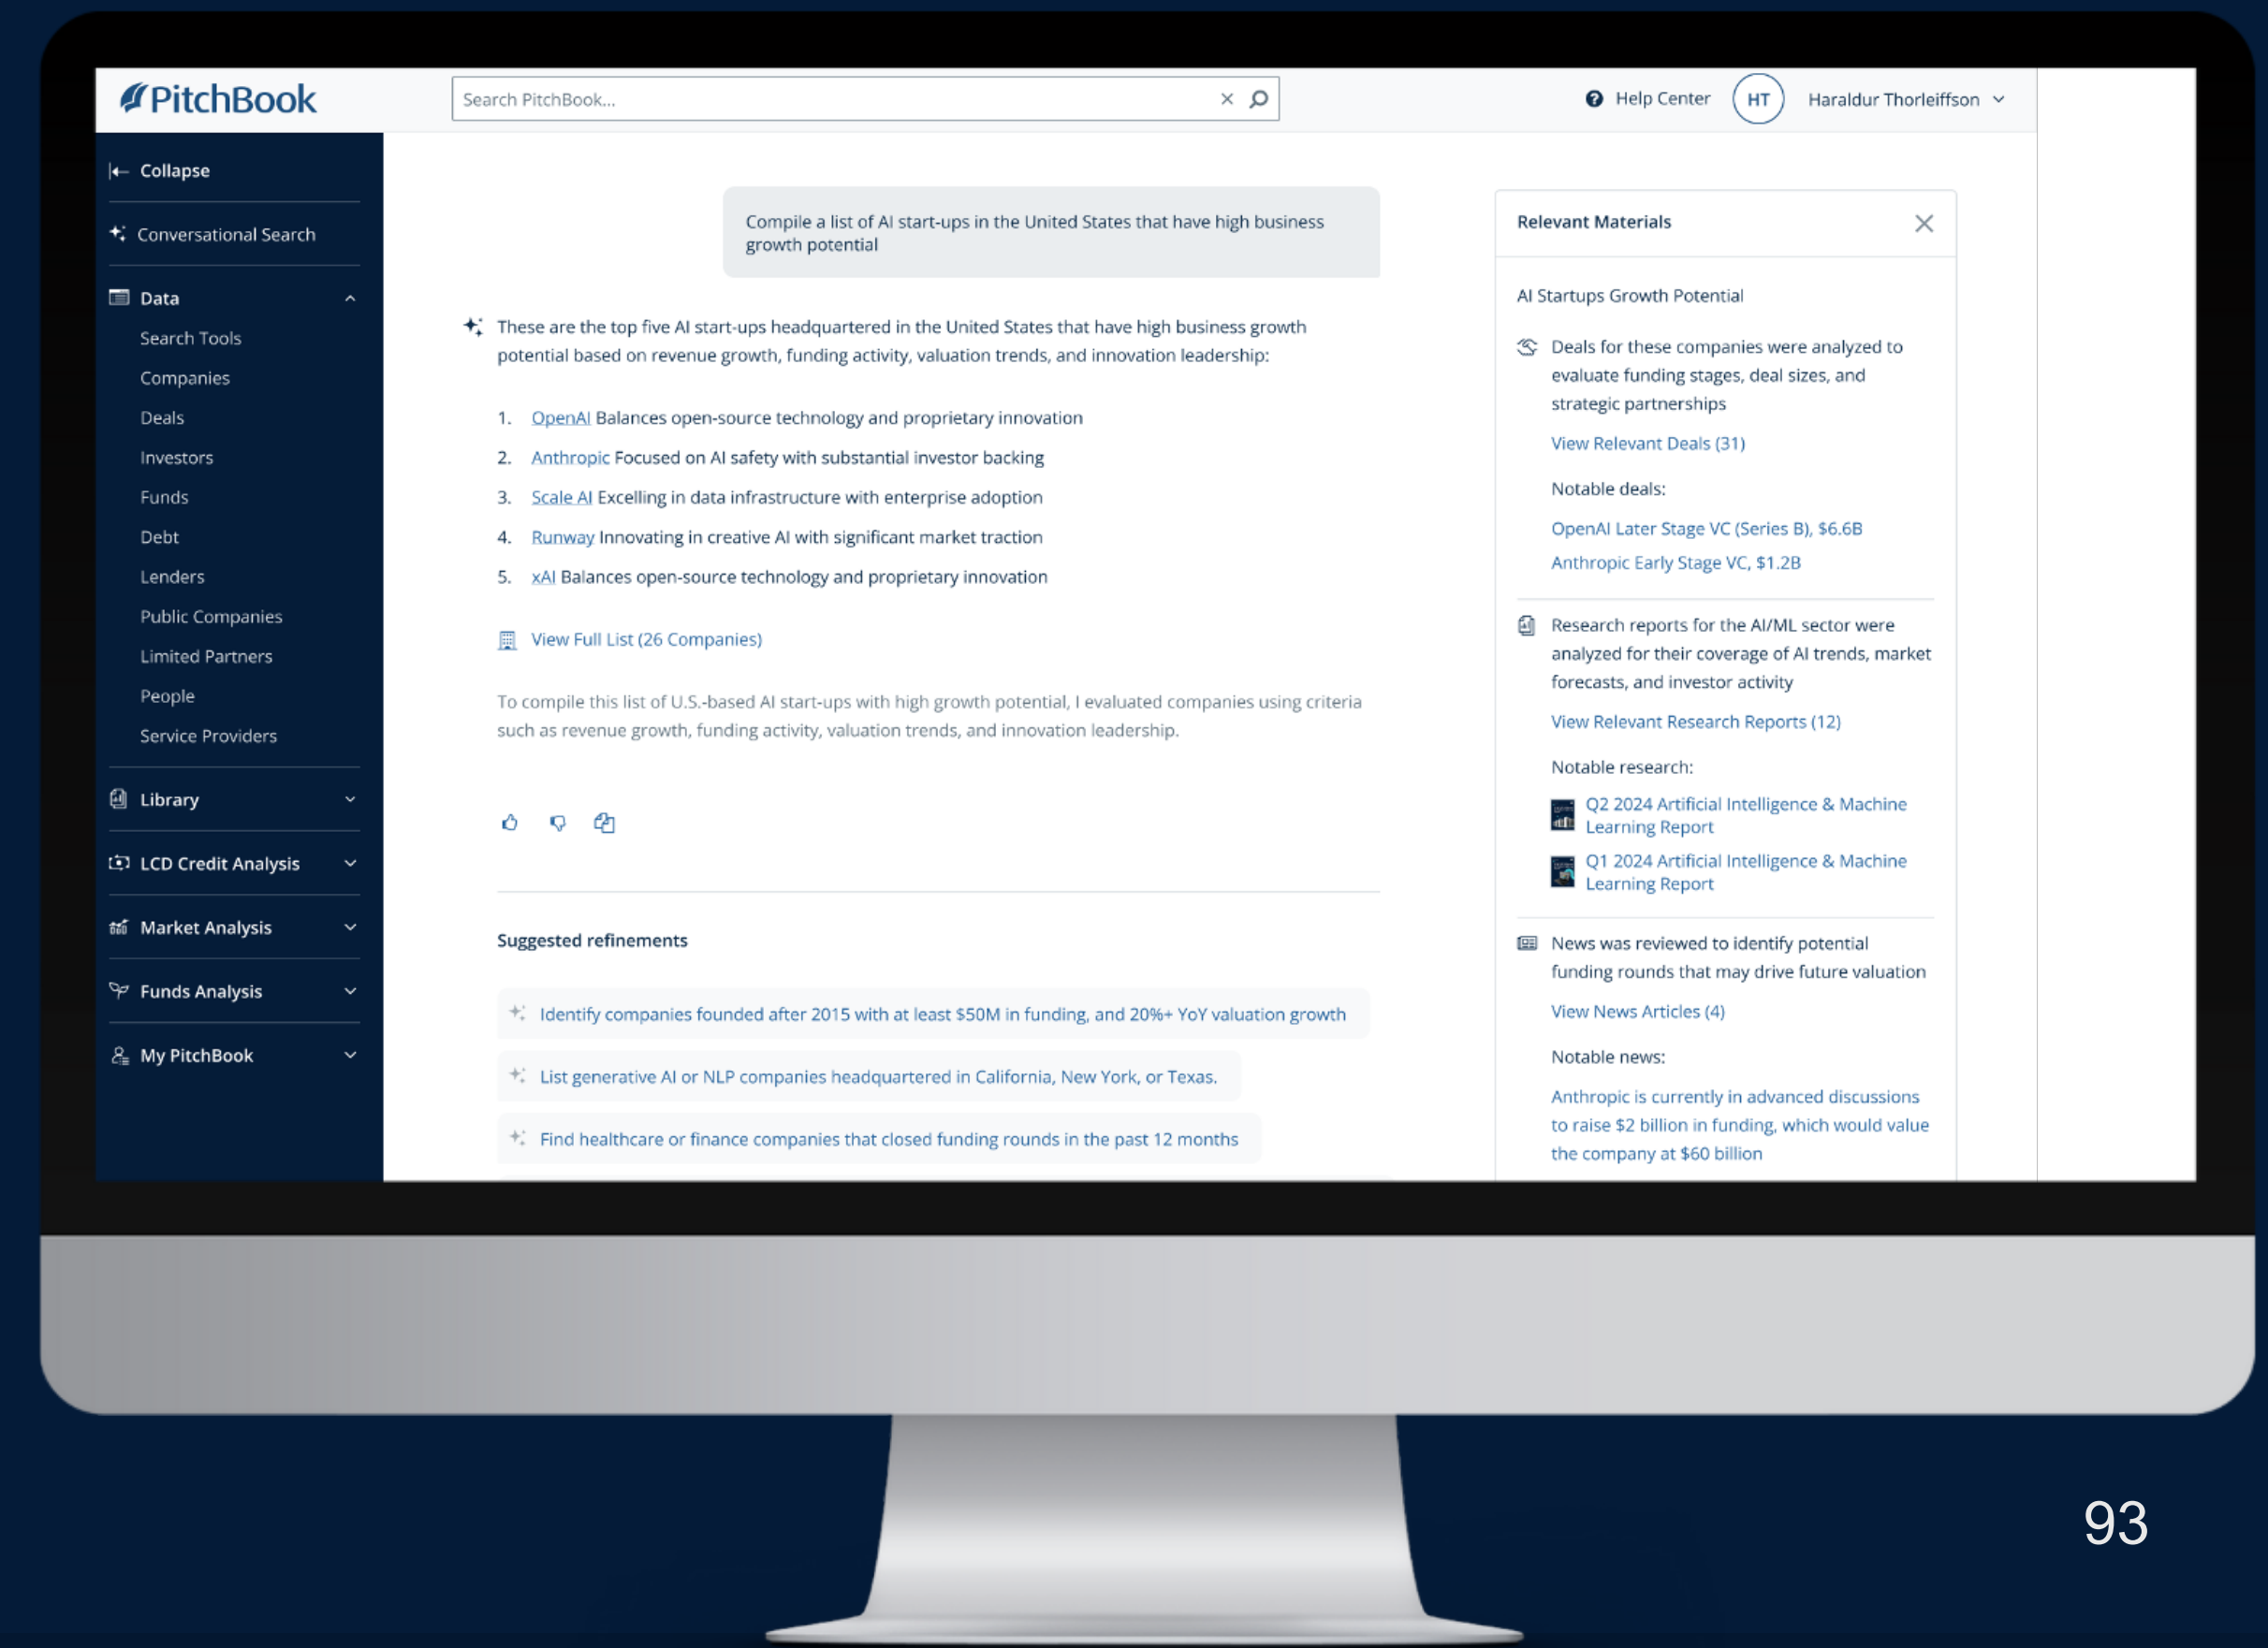 PitchBook
Search PitchBook...
Help Center
HT
Haraldur Thorleiffson
Collapse
Conversational Search
Data
Search Tools
Companies
Deals
Investors
Funds
Debt
Lenders
Public Companies
Limited Partners
People
Service Providers
Library
LCD Credit Analysis
Market Analysis
Funds Analysis
My PitchBook
Compile a list of AI start-ups in the United States that have high business
growth potential
These are the top five AI start-ups headquartered in the United States that have high business growth
potential based on revenue growth, funding activity, valuation trends, and innovation leadership:
1. OpenAI Balances open-source technology and proprietary innovation
2. Anthropic Focused on AI safety with substantial investor backing
3. Scale AI Excelling in data infrastructure with enterprise adoption
4. Runway Innovating in creative AI with significant market traction
5. xAI Balances open-source technology and proprietary innovation
View Full List (26 Companies)
To compile this list of U.S.-based AI start-ups with high growth potential, I evaluated companies using criteria
such as revenue growth, funding activity, valuation trends, and innovation leadership.
Suggested refinements
Identify companies founded after 2015 with at least $50M in funding, and 20%+ YoY valuation growth
List generative AI or NLP companies headquartered in California, New York, or Texas.
Find healthcare or finance companies that closed funding rounds in the past 12 months
Relevant Materials
AI Startups Growth Potential
Deals for these companies were analyzed to
evaluate funding stages, deal sizes, and
strategic partnerships
View Relevant Deals (31)
Notable deals:
OpenAI Later Stage VC (Series B), $6.6B
Anthropic Early Stage VC, $1.2B
Research reports for the AI/ML sector were
analyzed for their coverage of AI trends, market
forecasts, and investor activity
View Relevant Research Reports (12)
Notable research:
Q2 2024 Artificial Intelligence & Machine
Learning Report
Q1 2024 Artificial Intelligence & Machine
Learning Report
News was reviewed to identify potential
funding rounds that may drive future valuation
View News Articles (4)
Notable news:
Anthropic is currently in advanced discussions
to raise $2 billion in funding, which would value
the company at $60 billion
93